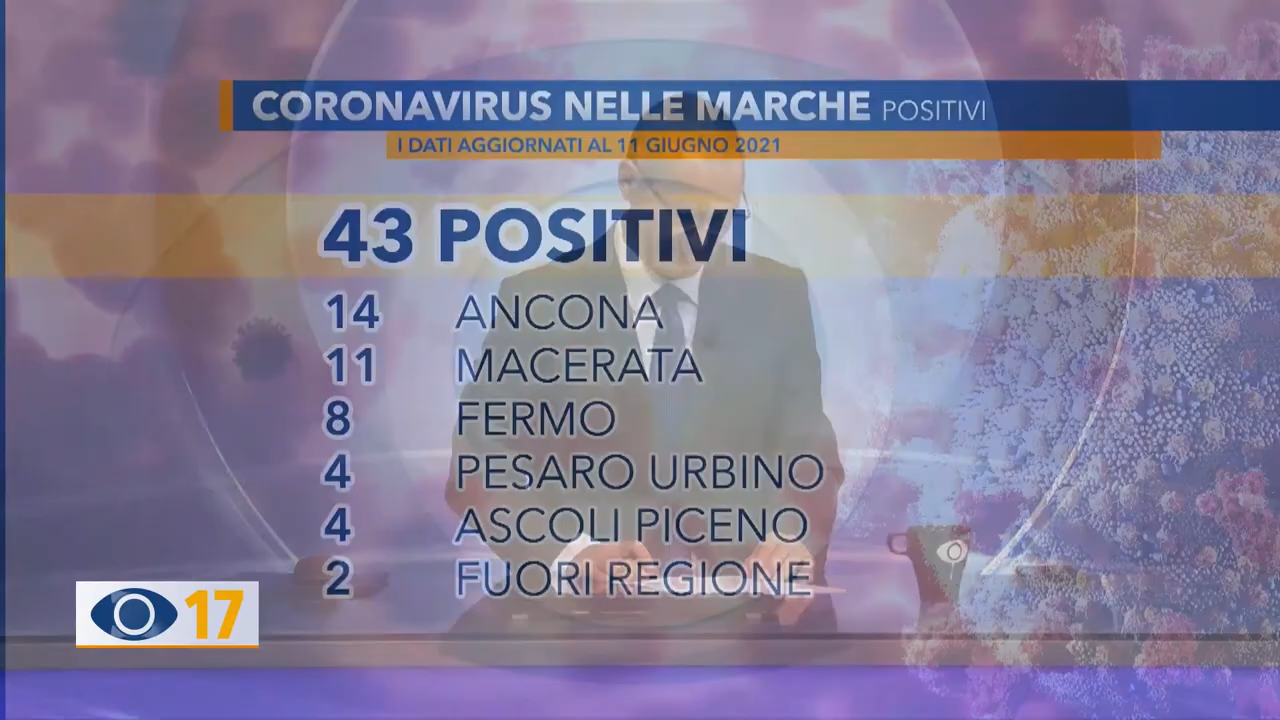 CORONAVIRUS NELLE MARCHE POSITIVI
I DATI AGGIORNATI AL 11 GIUGNO 2021
43 POSITIVI
14 ANCONA
11 MACERATA
8 FERMO
4 PESARO URBINO
4 ASCOLI PICENO
2 FUORI REGIONE
17